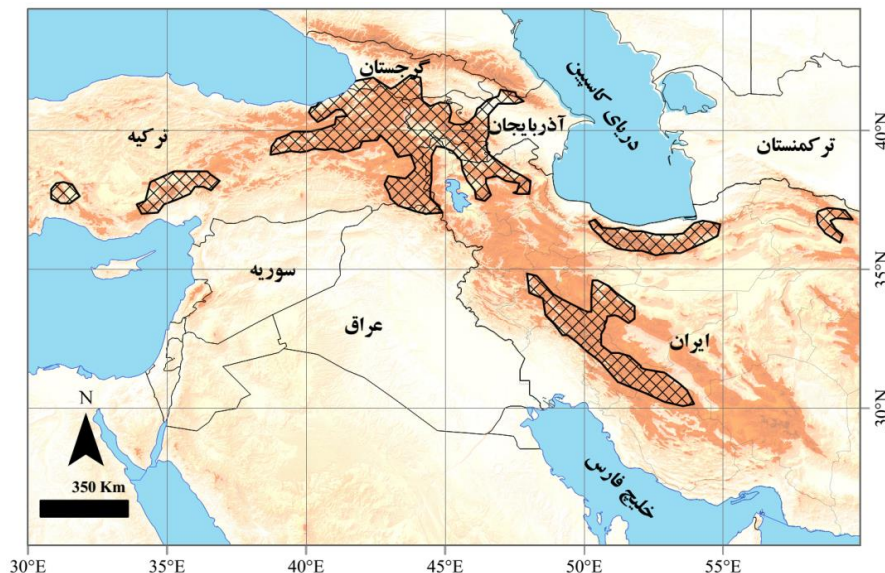 گرجستان
دریای کاسپین
آذربایجان
ترکیه
ترکمنستان
40°N
سوریه
35°N
عراق
ایران
N
30°N
350 Km
خلیج فارس
30°E
35°E
40°E
45°E
50°E
55°E